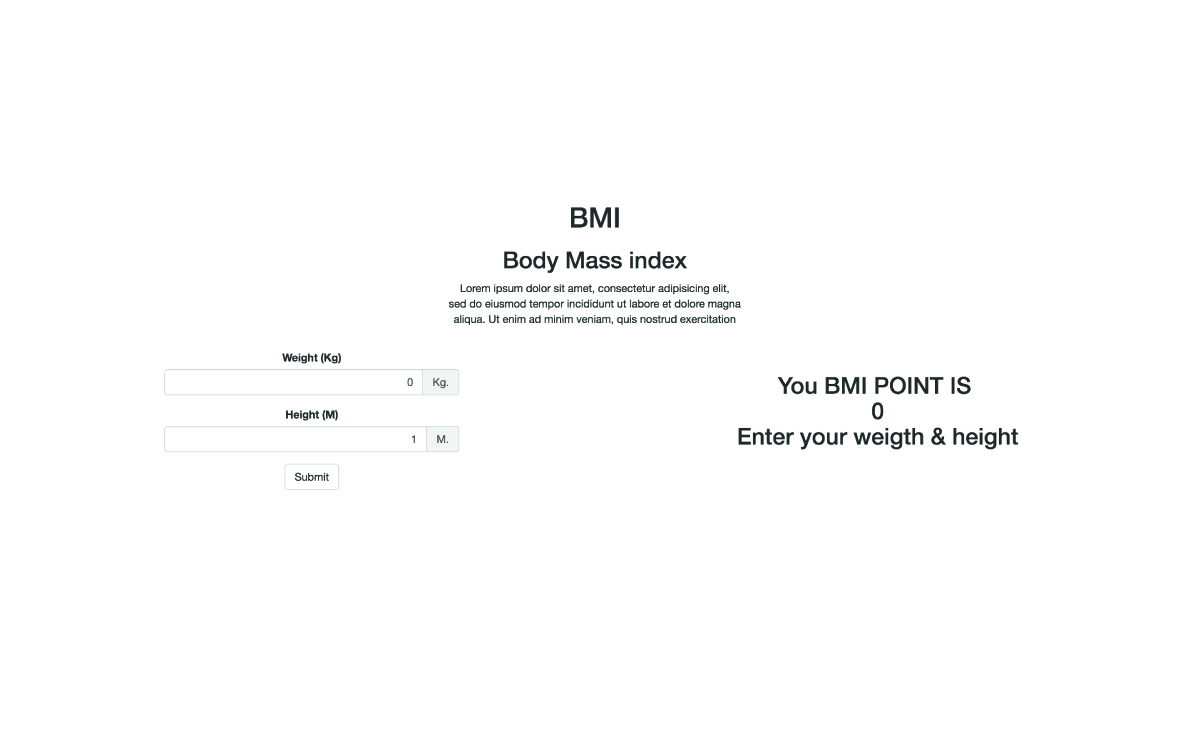 BMI
Body Mass index
Lorem ipsum dolor sit amet, consectetur adipisicing elit,
sed do eiusmod tempor incididunt ut labore et dolore magna
aliqua. Ut enim ad minim veniam, quis nostrud exercitation
Weight (Kg)
0 Kg.
Height (M)
1 M.
Submit
You BMI POINT IS
0
Enter your weigth & height